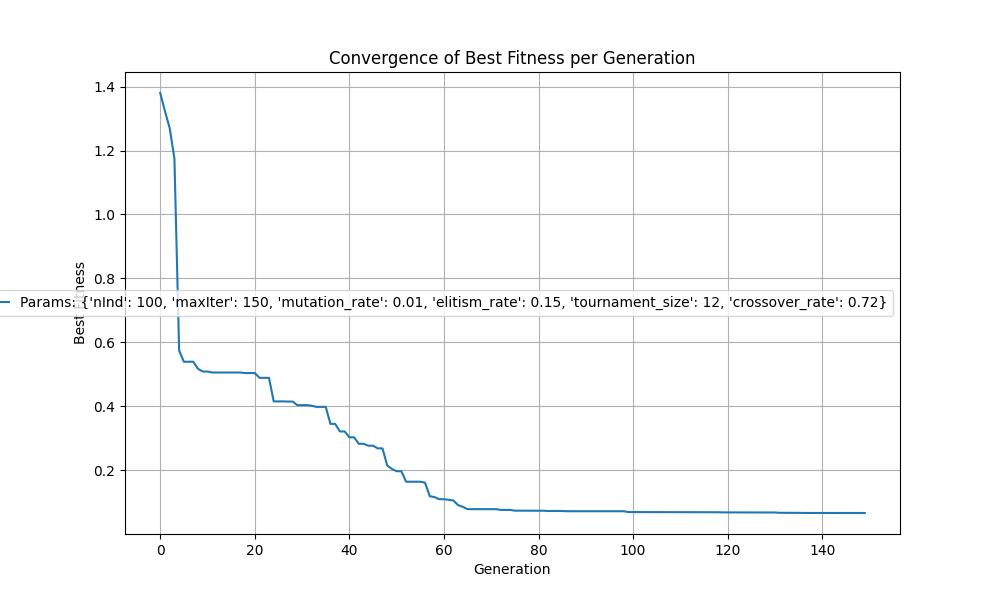 Convergence of Best Fitness per Generation
1.4
1.2
1.0
0.8
0.6
0.4
0.2
Best Fitness
Params: {'nInd': 100, 'maxIter': 150, 'mutation_rate': 0.01, 'elitism_rate': 0.15, 'tournament_size': 12, 'crossover_rate': 0.72}
0 20 40 60 80 100 120 140
Generation